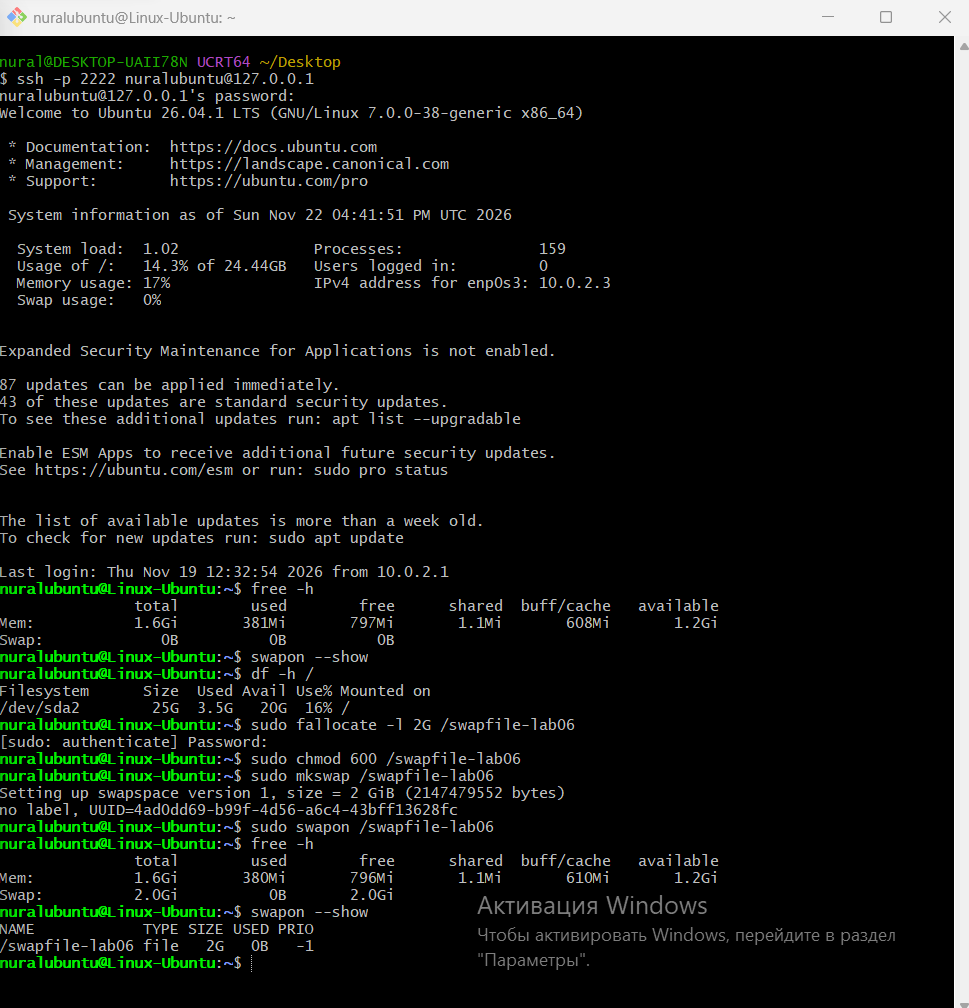 nuralubuntu@Linux-Ubuntu: ~
nural@DESKTOP-UAII78N UCRT64 ~/Desktop
$ ssh -p 2222 nuralubuntu@127.0.0.1
nuralubuntu@127.0.0.1's password:
Welcome to Ubuntu 26.04.1 LTS (GNU/Linux 7.0.0-38-generic x86_64)
* Documentation:  https://docs.ubuntu.com
* Management:     https://landscape.canonical.com
* Support:        https://ubuntu.com/pro
System information as of Sun Nov 22 04:41:51 PM UTC 2026
System load:  1.02               Processes:               159
Usage of /:   14.3% of 24.44GB   Users logged in:         0
Memory usage: 17%                IPv4 address for enp0s3: 10.0.2.3
Swap usage:   0%
Expanded Security Maintenance for Applications is not enabled.
87 updates can be applied immediately.
43 of these updates are standard security updates.
To see these additional updates run: apt list --upgradable
Enable ESM Apps to receive additional future security updates.
See https://ubuntu.com/esm or run: sudo pro status
The list of available updates is more than a week old.
To check for new updates run: sudo apt update
Last login: Thu Nov 19 12:32:54 2026 from 10.0.2.1
nuralubuntu@Linux-Ubuntu:~$ free -h
total        used        free      shared  buff/cache   available
Mem:           1.6Gi       381Mi       797Mi       1.1Mi       608Mi       1.2Gi
Swap:             0B          0B          0B
nuralubuntu@Linux-Ubuntu:~$ swapon --show
nuralubuntu@Linux-Ubuntu:~$ df -h /
Filesystem      Size  Used Avail Use% Mounted on
/dev/sda2        25G  3.5G   20G  16% /
nuralubuntu@Linux-Ubuntu:~$ sudo fallocate -l 2G /swapfile-lab06
[sudo: authenticate] Password:
nuralubuntu@Linux-Ubuntu:~$ sudo chmod 600 /swapfile-lab06
nuralubuntu@Linux-Ubuntu:~$ sudo mkswap /swapfile-lab06
Setting up swapspace version 1, size = 2 GiB (2147479552 bytes)
no label, UUID=4ad0dd69-b99f-4d56-a6c4-43bff13628fc
nuralubuntu@Linux-Ubuntu:~$ sudo swapon /swapfile-lab06
nuralubuntu@Linux-Ubuntu:~$ free -h
total        used        free      shared  buff/cache   available
Mem:           1.6Gi       380Mi       796Mi       1.1Mi       610Mi       1.2Gi
Swap:          2.0Gi          0B       2.0Gi
nuralubuntu@Linux-Ubuntu:~$ swapon --show
NAME            TYPE SIZE USED PRIO
/swapfile-lab06 file   2G   0B   -1
nuralubuntu@Linux-Ubuntu:~$
Активация Windows
Чтобы активировать Windows, перейдите в раздел
"Параметры".